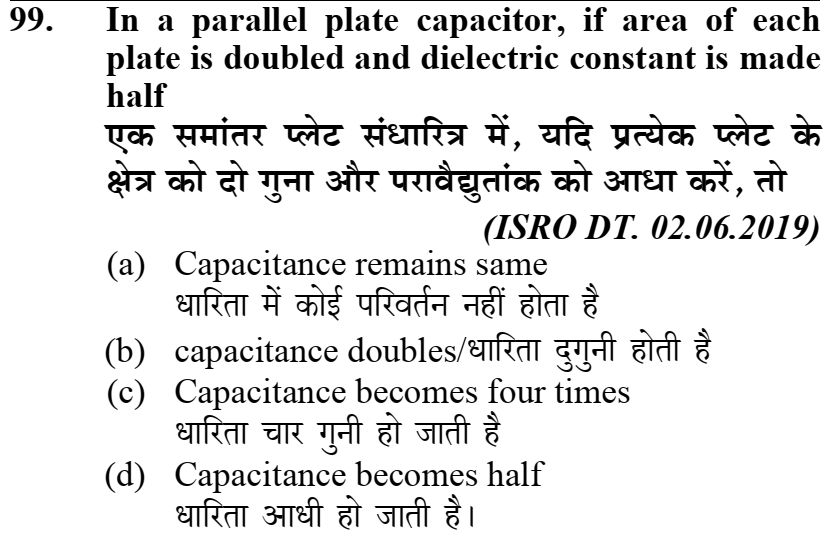 99. In a parallel plate capacitor, if area of each
plate is doubled and dielectric constant is made
half
एक समांतर प्लेट संधारित्र में, यदि प्रत्येक प्लेट के
क्षेत्र को दो गुना और परावैद्युतांक को आधा करें, तो
(ISRO DT. 02.06.2019)
(a) Capacitance remains same
धारिता में कोई परिवर्तन नहीं होता है
(b) capacitance doubles/धारिता दुगुनी होती है
(c) Capacitance becomes four times
धारिता चार गुनी हो जाती है
(d) Capacitance becomes half
धारिता आधी हो जाती है।